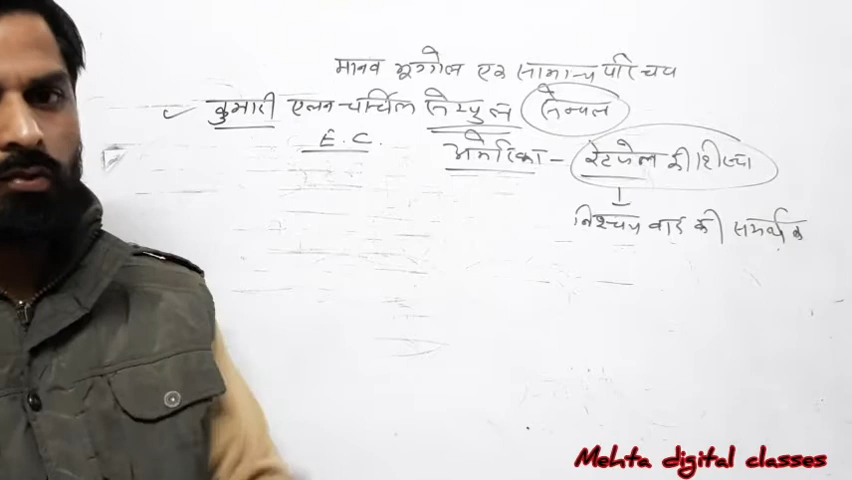 मानव भूगोल एक सामान्य परिचय
कुमारी एलन चर्चिल सेम्पुल सेम्पल
E. C.
अमेरिका - रेटजेल की शिष्या
निश्चयवाद की समर्थक
Mehta digital classes